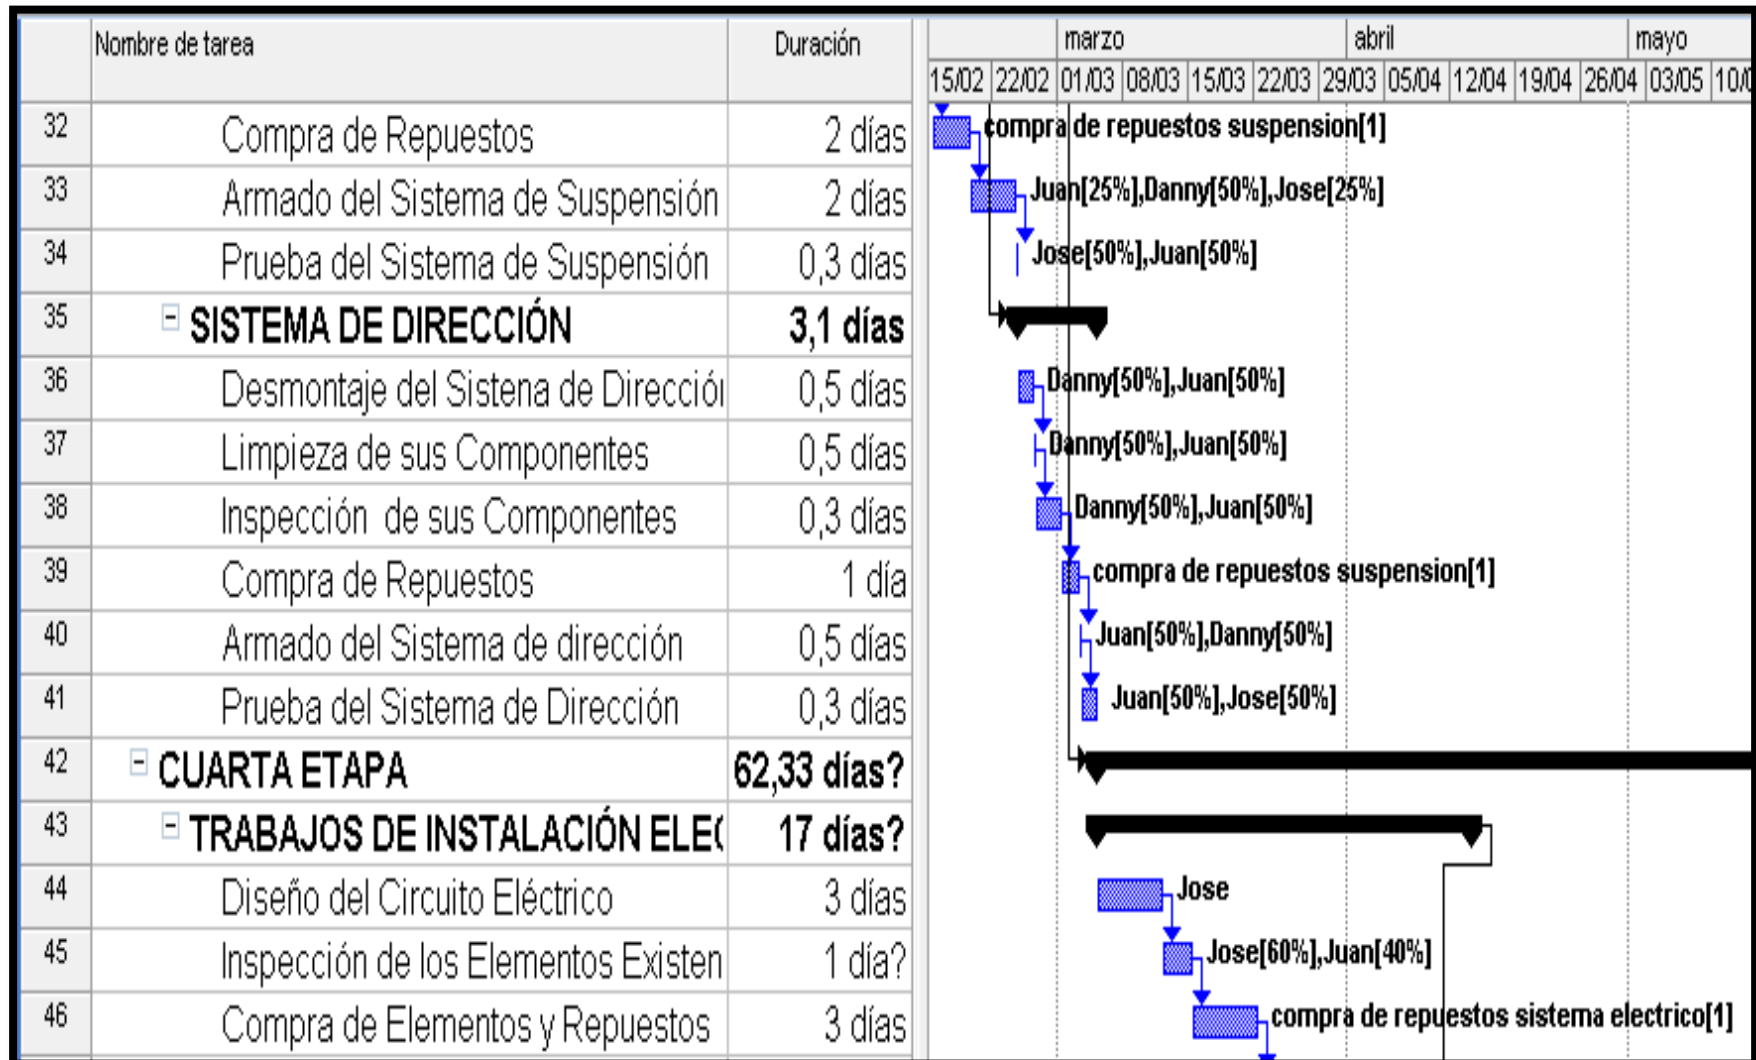 Nombre de tarea Duración marzo abril mayo
15/02 22/02 01/03 08/03 15/03 22/03 29/03 05/04 12/04 19/04 26/04 03/05 10/0
32 Compra de Repuestos 2 días compra de repuestos suspension[1]
33 Armado del Sistema de Suspensión 2 días Juan[25%],Danny[50%],Jose[25%]
34 Prueba del Sistema de Suspensión 0,3 días Jose[50%],Juan[50%]
35 SISTEMA DE DIRECCIÓN 3,1 días
36 Desmontaje del Sistena de Direcció 0,5 días Danny[50%],Juan[50%]
37 Limpieza de sus Componentes 0,5 días Danny[50%],Juan[50%]
38 Inspección de sus Componentes 0,3 días Danny[50%],Juan[50%]
39 Compra de Repuestos 1 día compra de repuestos suspension[1]
40 Armado del Sistema de dirección 0,5 días Juan[50%],Danny[50%]
41 Prueba del Sistema de Dirección 0,3 días Juan[50%],Jose[50%]
42 CUARTA ETAPA 62,33 días?
43 TRABAJOS DE INSTALACIÓN ELEC 17 días?
44 Diseño del Circuito Eléctrico 3 días Jose
45 Inspección de los Elementos Existen 1 día? Jose[60%],Juan[40%]
46 Compra de Elementos y Repuestos 3 días compra de repuestos sistema electrico[1]